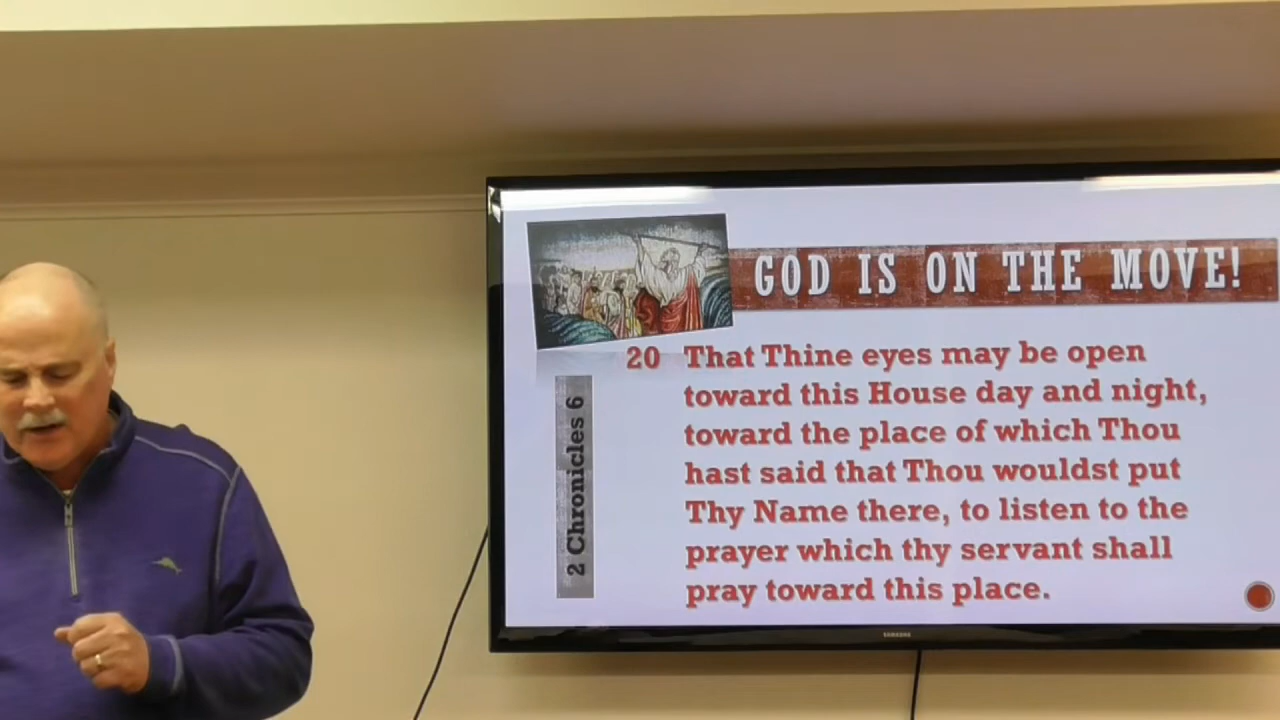 GOD IS ON THE MOVE!
20 That Thine eyes may be open
toward this House day and night,
toward the place of which Thou
hast said that Thou wouldst put
Thy Name there, to listen to the
prayer which thy servant shall
pray toward this place.
2 Chronicles 6
SAMSUNG